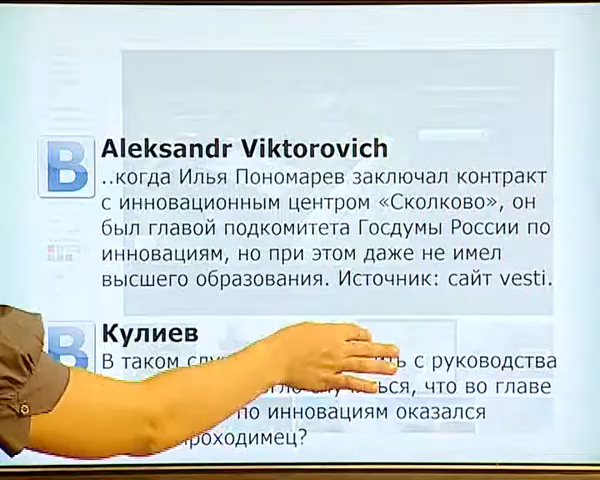 B
Aleksandr Viktorovich
..когда Илья Пономарев заключал контракт
с инновационным центром «Сколково», он
был главой подкомитета Госдумы России по
инновациям, но при этом даже не имел
высшего образования. Источник: сайт vesti.
B
Кулиев
В таком с руководства
что во главе
по инновациям оказался
проходимец?